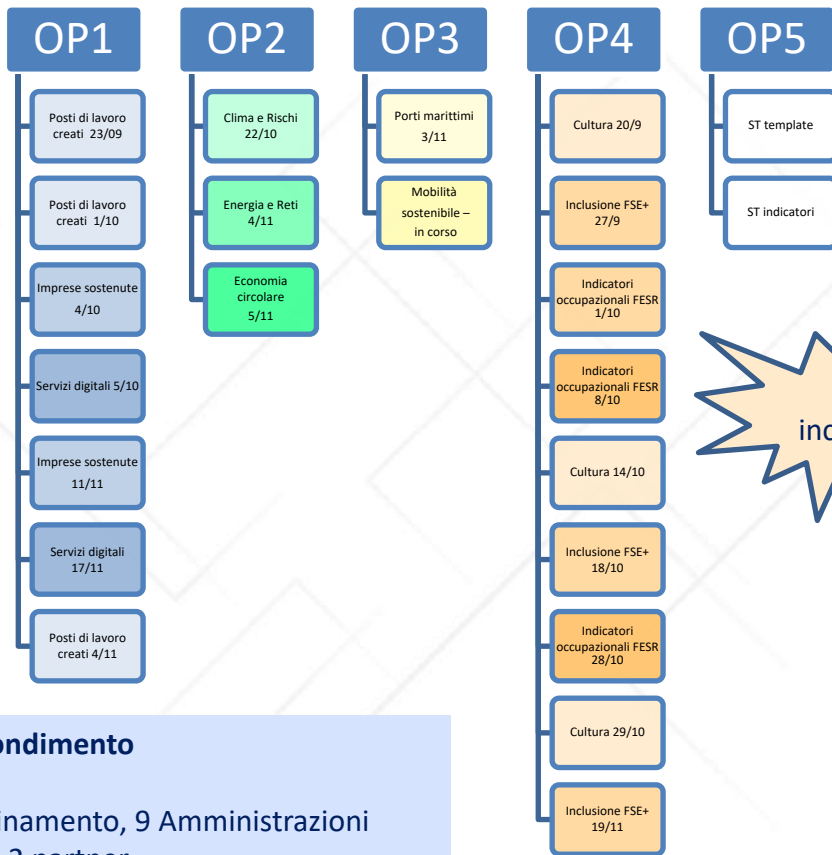 OP1
Posti di lavoro
creati 23/09
Posti di lavoro
creati 1/10
Imprese sostenute
4/10
Servizi digitali 5/10
Imprese sostenute
11/11
Servizi digitali
17/11
Posti di lavoro
creati 4/11
OP2
Clima e Rischi
22/10
Energia e Reti
4/11
Economia
circolare
5/11
OP3
Porti marittimi
3/11
Mobilità
sostenibile –
in corso
OP4
Cultura 20/9
Inclusione FSE+
27/9
Indicatori
occupazionali FESR
1/10
Indicatori
occupazionali FESR
8/10
Cultura 14/10
Inclusione FSE+
18/10
Indicatori
occupazionali FESR
28/10
Cultura 29/10
Inclusione FSE+
19/11
OP5
ST template
ST indicatori
ondimento
inamento, 9 Amministrazioni